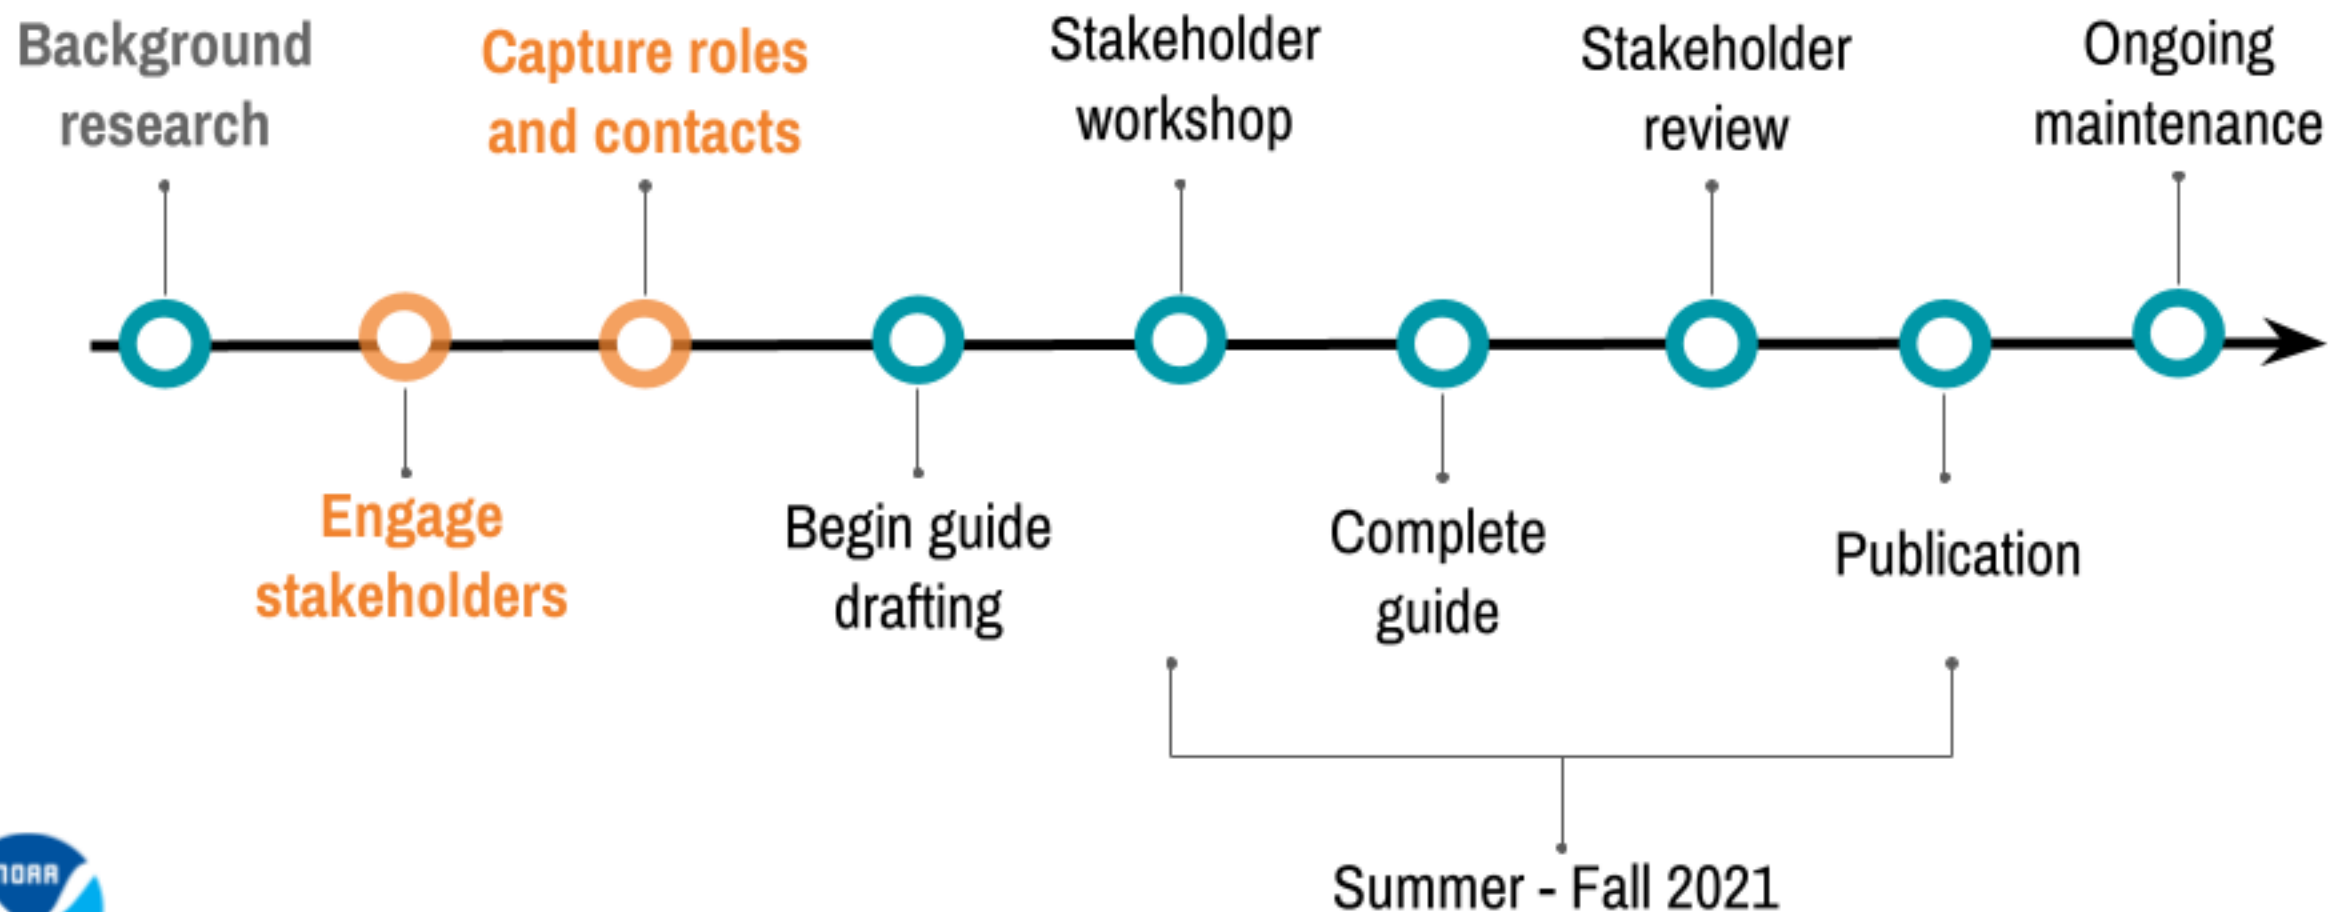 Background
research
Capture roles
and contacts
Stakeholder
workshop
Stakeholder
review
Ongoing
maintenance
Engage
stakeholders
Begin guide
drafting
Complete
guide
Publication
Summer - Fall 2021
NOAA